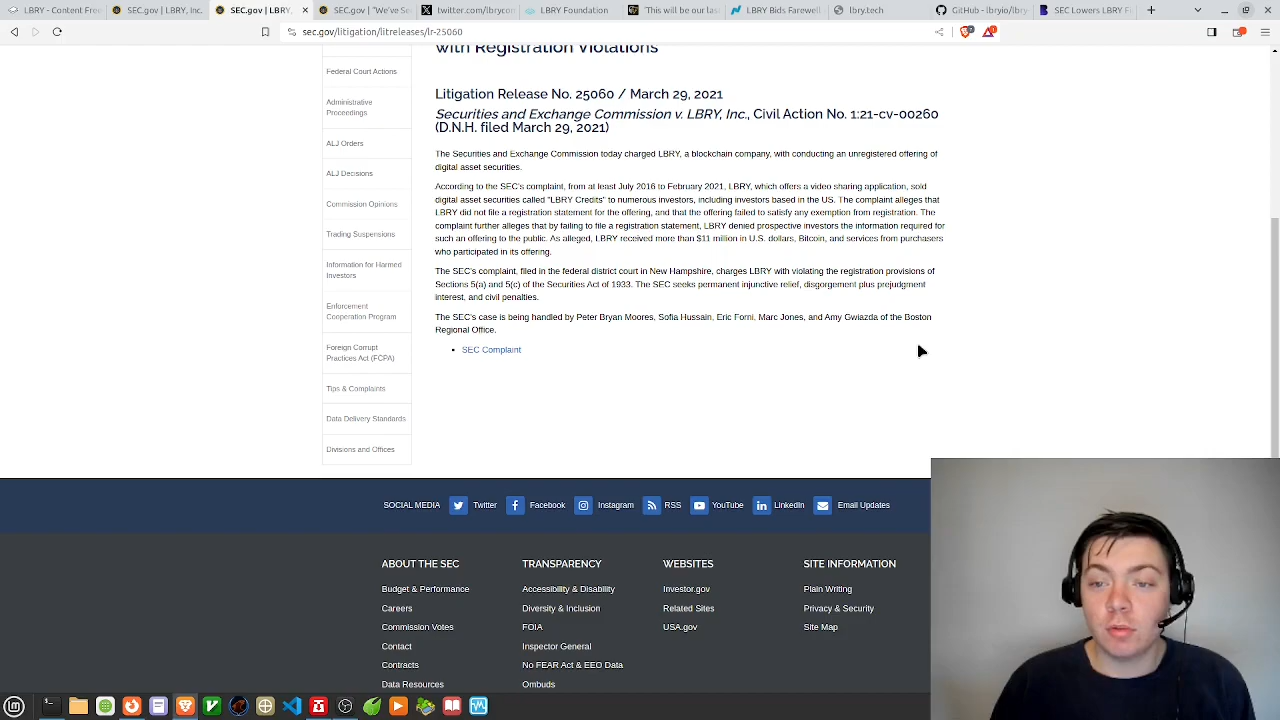 LBRY - Content Free
SEC.gov | LBRY, Inc.
SEC.gov | LBRY,
SEC.gov | "We've Se
twitter.com/lbrycom
LBRY Foundation
'This will be our last
LBRY Bids Farewell
lbry.tech
GitHub - lbryio/lbry
SEC Lowers LBRY Fi
sec.gov/litigation/litreleases/lr-25060
with Registration Violations
Federal Court Actions
Administrative
Proceedings
ALJ Orders
ALJ Decisions
Commission Opinions
Trading Suspensions
Information for Harmed
Investors
Enforcement
Cooperation Program
Foreign Corrupt
Practices Act (FCPA)
Tips & Complaints
Data Delivery Standards
Divisions and Offices
Litigation Release No. 25060 / March 29, 2021
Securities and Exchange Commission v. LBRY, Inc., Civil Action No. 1:21-cv-00260
(D.N.H. filed March 29, 2021)
The Securities and Exchange Commission today charged LBRY, a blockchain company, with conducting an unregistered offering of
digital asset securities.
According to the SEC's complaint, from at least July 2016 to February 2021, LBRY, which offers a video sharing application, sold
digital asset securities called "LBRY Credits" to numerous investors, including investors based in the US. The complaint alleges that
LBRY did not file a registration statement for the offering, and that the offering failed to satisfy any exemption from registration. The
complaint further alleges that by failing to file a registration statement, LBRY denied prospective investors the information required for
such an offering to the public. As alleged, LBRY received more than $11 million in U.S. dollars, Bitcoin, and services from purchasers
who participated in its offering.
The SEC's complaint, filed in the federal district court in New Hampshire, charges LBRY with violating the registration provisions of
Sections 5(a) and 5(c) of the Securities Act of 1933. The SEC seeks permanent injunctive relief, disgorgement plus prejudgment
interest, and civil penalties.
The SEC's case is being handled by Peter Bryan Moores, Sofia Hussain, Eric Forni, Marc Jones, and Amy Gwiazda of the Boston
Regional Office.
SEC Complaint
SOCIAL MEDIA Twitter Facebook Instagram RSS YouTube LinkedIn Email Updates
ABOUT THE SEC
Budget & Performance
Careers
Commission Votes
Contact
Contracts
Data Resources
TRANSPARENCY
Accessibility & Disability
Diversity & Inclusion
FOIA
Inspector General
No FEAR Act & EEO Data
Ombuds
WEBSITES
Investor.gov
Related Sites
USA.gov
SITE INFORMATION
Plain Writing
Privacy & Security
Site Map